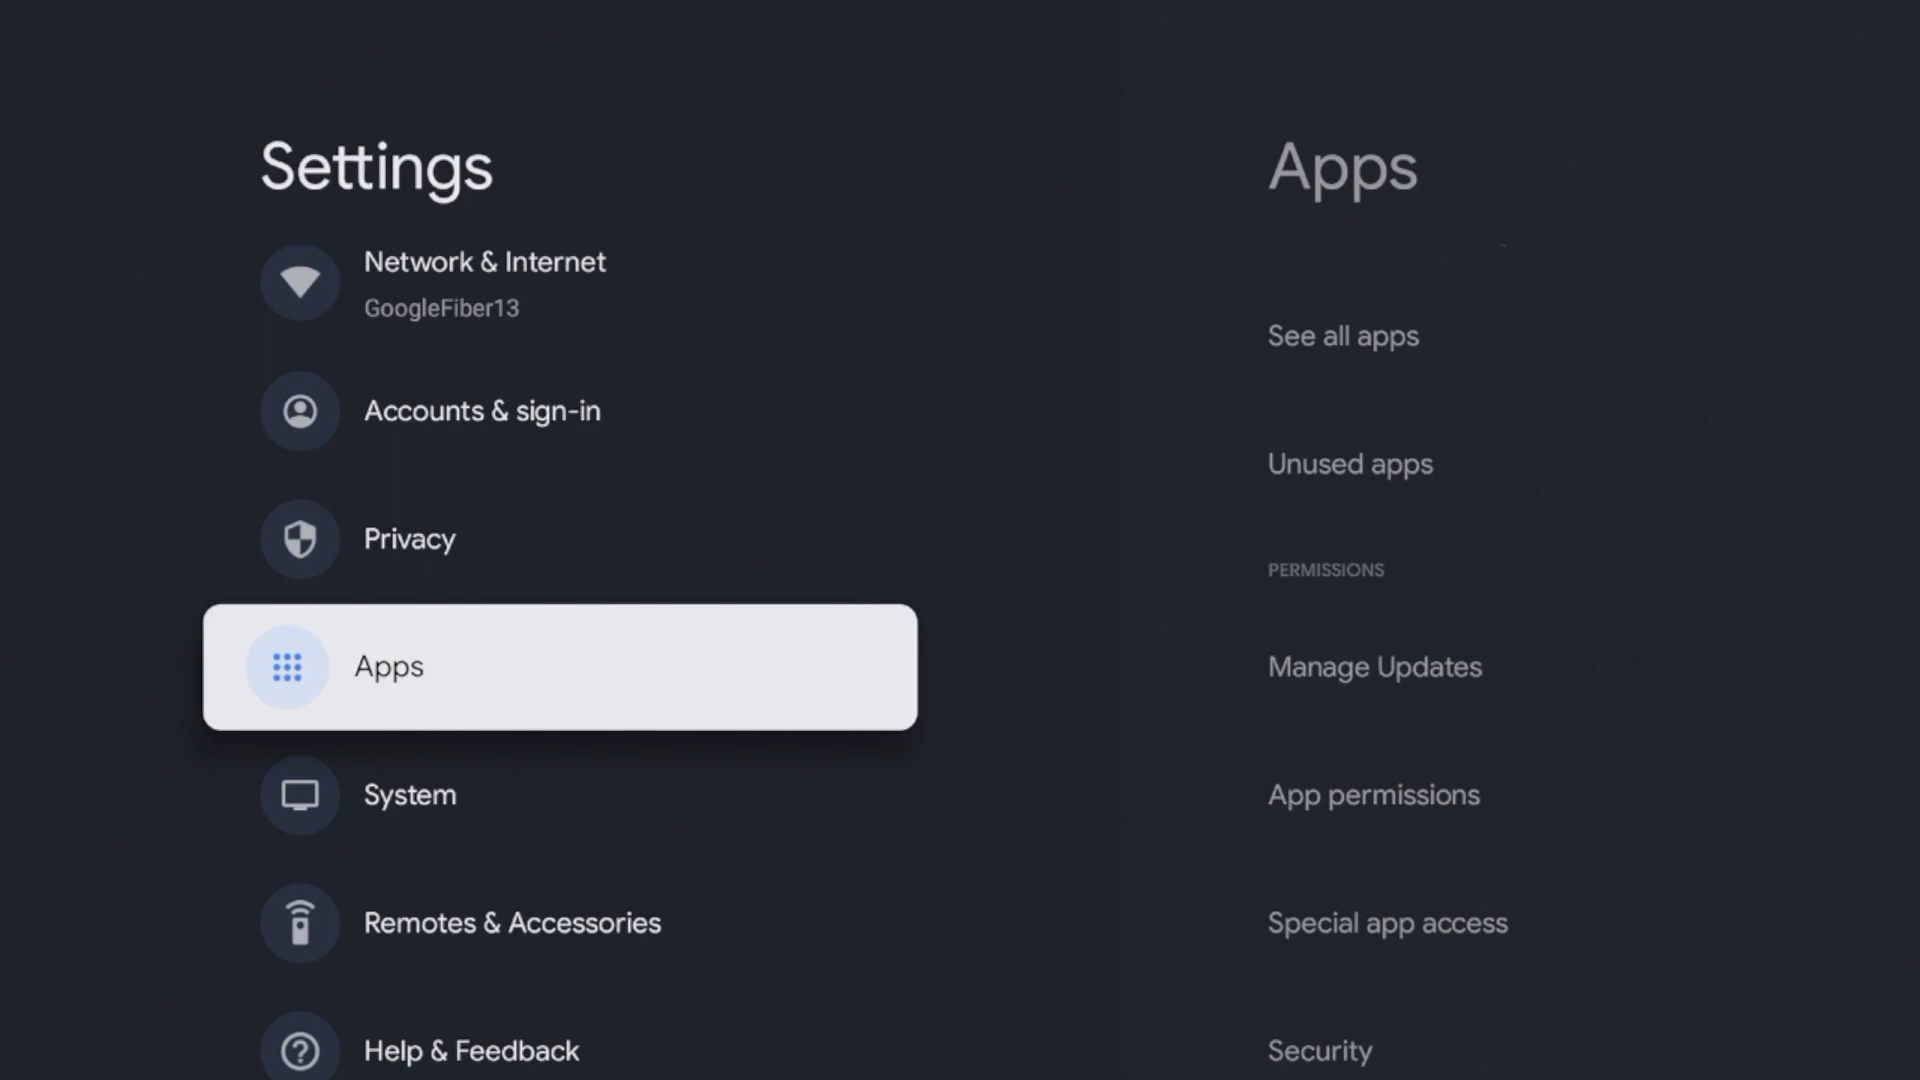 Settings
Network & Internet
GoogleFiber13
Accounts & sign-in
Privacy
Apps
System
Remotes & Accessories
Help & Feedback
Apps
See all apps
Unused apps
PERMISSIONS
Manage Updates
App permissions
Special app access
Security